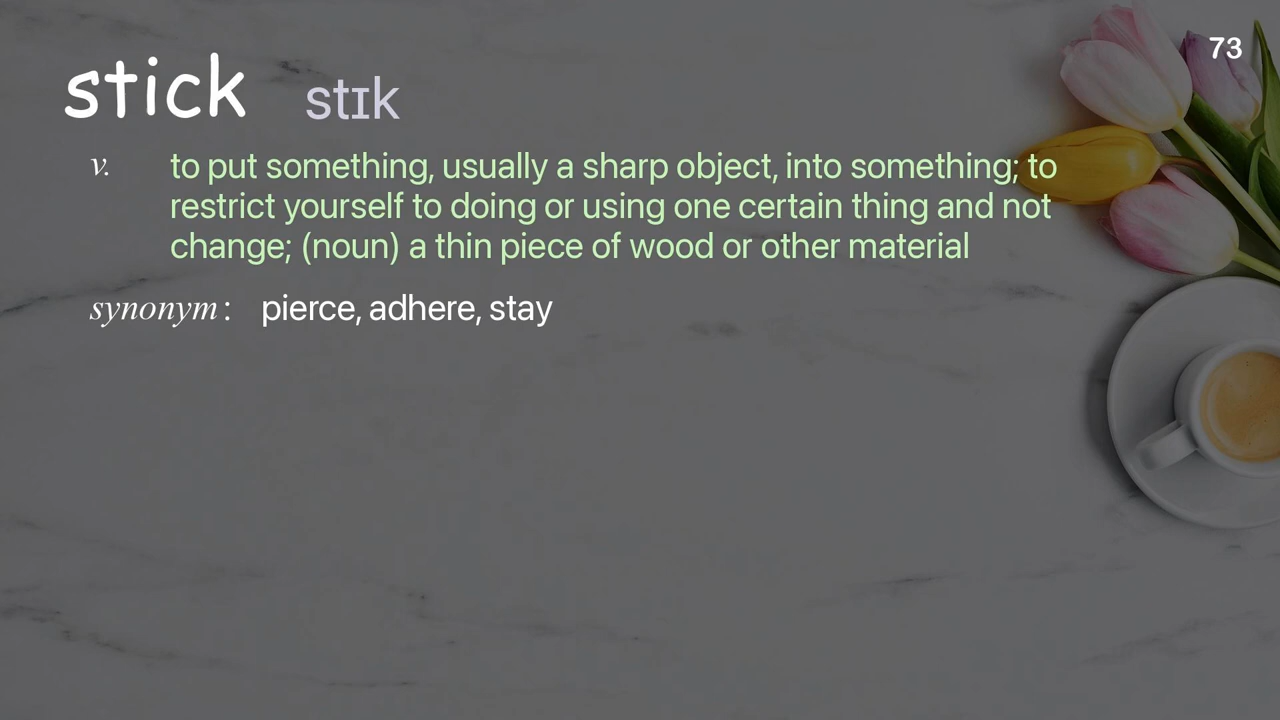 73
stick stɪk
v. to put something, usually a sharp object, into something; to
restrict yourself to doing or using one certain thing and not
change; (noun) a thin piece of wood or other material
synonym: pierce, adhere, stay